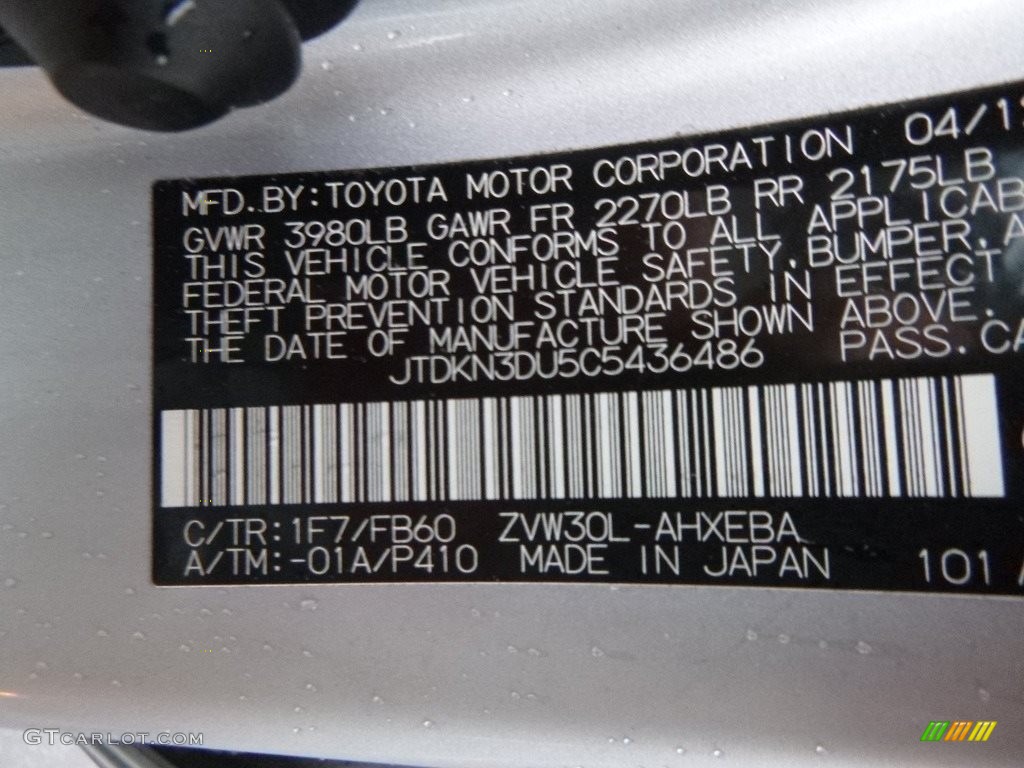 MFD. BY: TOYOTA MOTOR CORPORATION 04/1
GVWR 3980LB GAWR FR 2270LB RR 2175LB
THIS VEHICLE CONFORMS TO ALL APPLICAB
FEDERAL MOTOR VEHICLE SAFETY, BUMPER, A
THEFT PREVENTION STANDARDS IN EFFECT
THE DATE OF MANUFACTURE SHOWN ABOVE.
JTDKN3DU5C5436486 PASS. CA
C/TR: 1F7/FB60 ZVW30L-AHXEBA
A/TM: -01A/P410 MADE IN JAPAN 101
GTCARLOT.COM